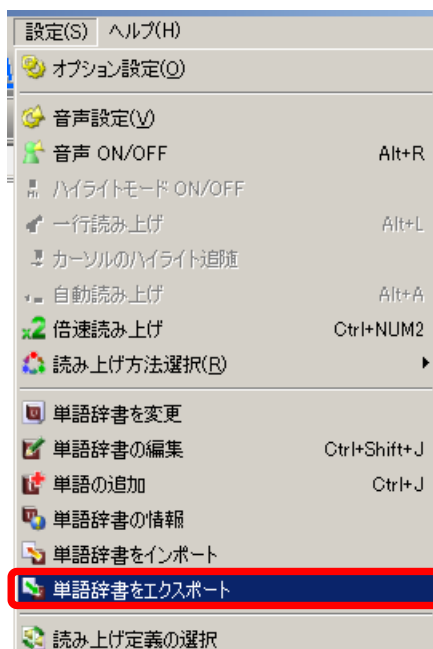 設定(S) ヘルプ(H)
オプション設定(O)
音声設定(V)
音声 ON/OFF Alt+R
ハイライトモード ON/OFF
一行読み上げ Alt+L
カーソルのハイライト追随
自動読み上げ Alt+A
倍速読み上げ Ctrl+NUM2
読み上げ方法選択(R)
単語辞書を変更
単語辞書の編集 Ctrl+Shift+J
単語の追加 Ctrl+J
単語辞書の情報
単語辞書をインポート
単語辞書をエクスポート
読み上げ定義の選択